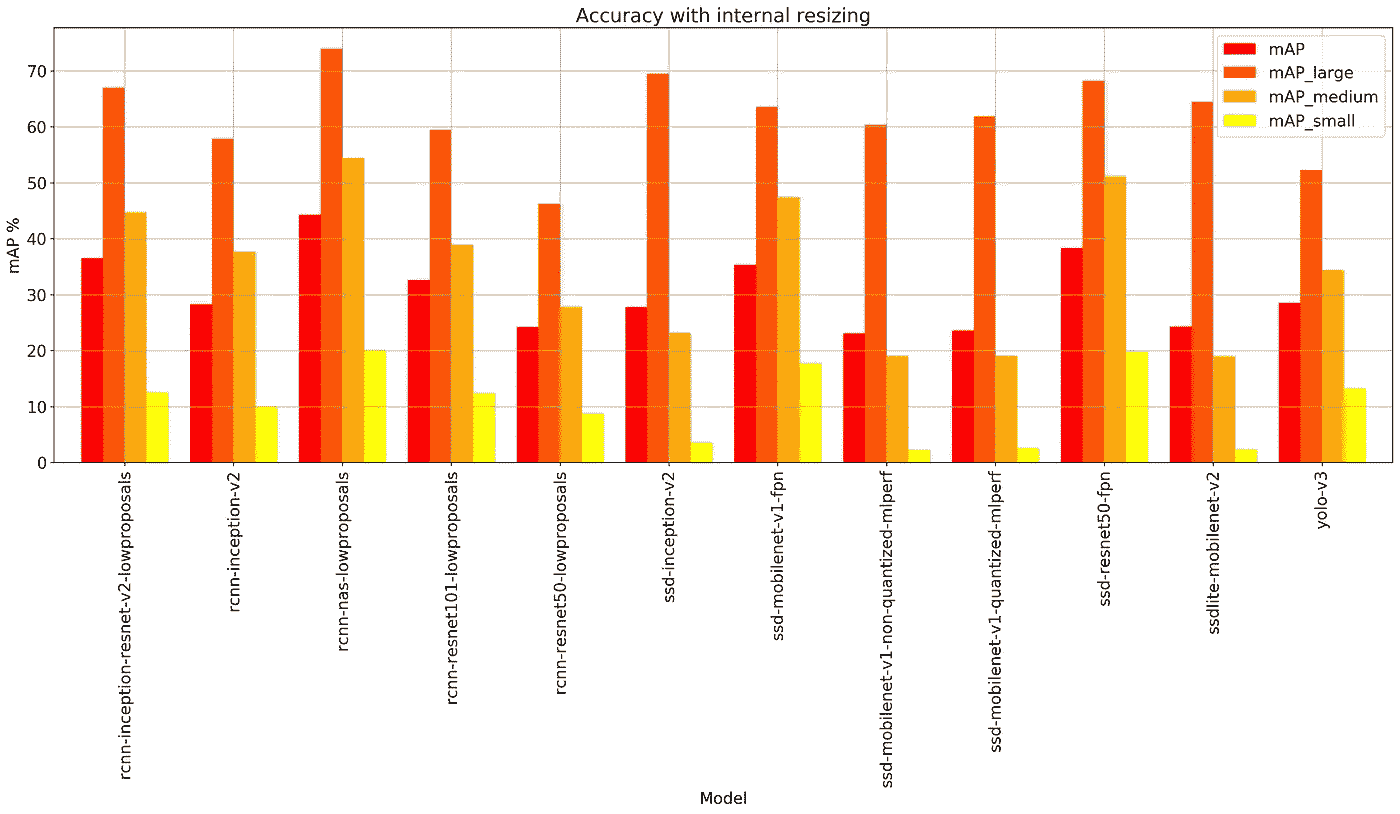 Accuracy with internal resizing
mAP
mAP_large
mAP_medium
mAP_small
mAP %
70
60
50
40
30
20
10
0
rcnn-inception-resnet-v2-lowproposals
rcnn-inception-v2
rcnn-nas-lowproposals
rcnn-resnet101-lowproposals
rcnn-resnet50-lowproposals
ssd-inception-v2
ssd-mobilenet-v1-fpn
ssd-mobilenet-v1-non-quantized-mlperf
ssd-mobilenet-v1-quantized-mlperf
ssd-resnet50-fpn
ssdlite-mobilenet-v2
yolo-v3
Model